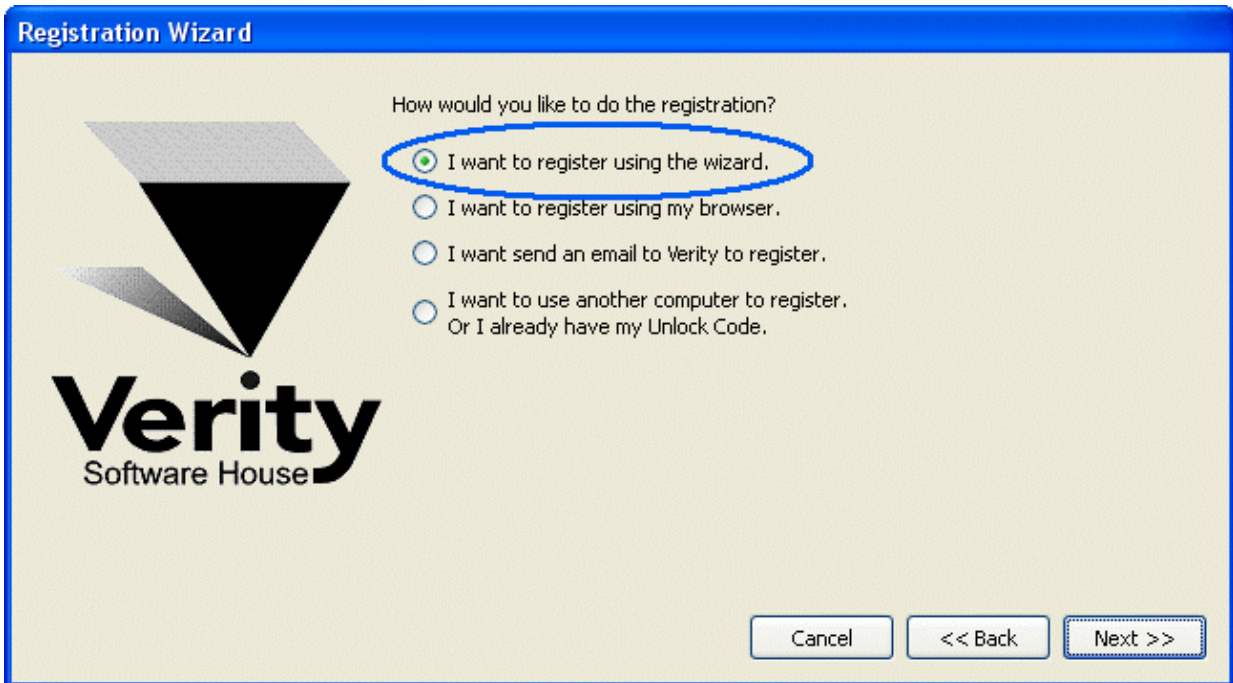 Registration Wizard
How would you like to do the registration?
I want to register using the wizard.
I want to register using my browser.
I want send an email to Verity to register.
I want to use another computer to register.
Or I already have my Unlock Code.
Verity
Software House
Cancel
<< Back
Next >>